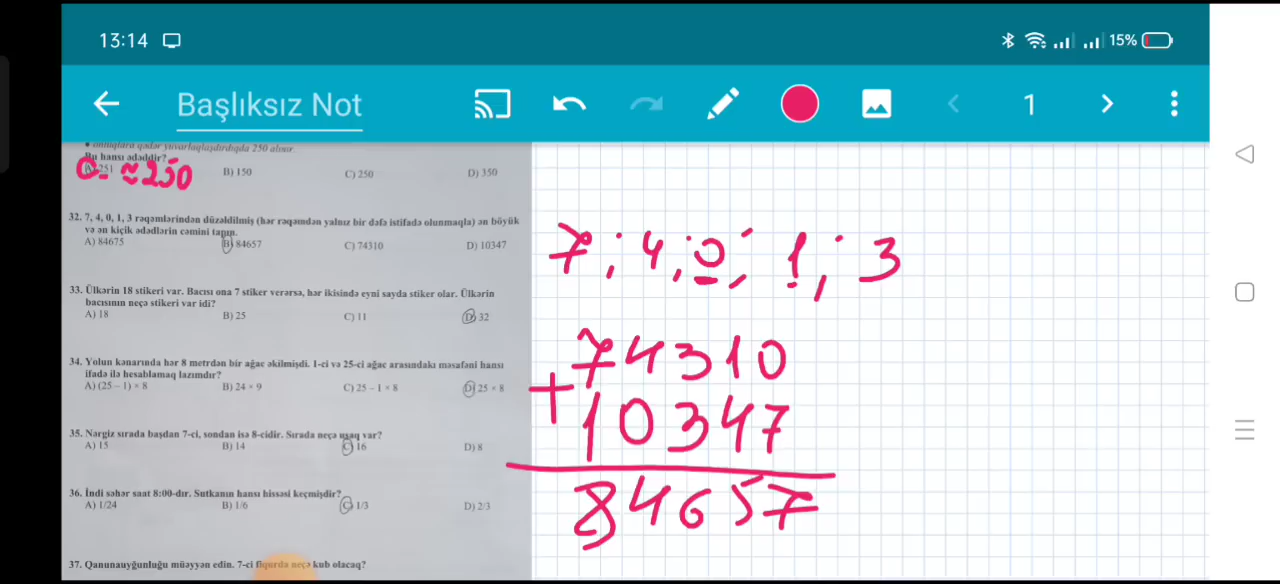 13:14
15%
Başlıksız Not
1
• onluqlara qədər yuvarlaqlaşdırdıqda 250 alınır.
Bu hansı ədəddir?
A) 251 B) 150 C) 250 D) 350
≈250
32. 7, 4, 0, 1, 3 rəqəmlərindən düzəldilmiş (hər rəqəmdən yalnız bir dəfə istifadə olunmaqla) ən böyük
və ən kiçik ədədlərin cəmini tapın.
A) 84675 B) 84657 C) 74310 D) 10347
33. Ülkərin 18 stikeri var. Bacısı ona 7 stiker verərsə, hər ikisində eyni sayda stiker olar. Ülkərin
bacısının neçə stikeri var idi?
A) 18 B) 25 C) 11 D) 32
34. Yolun kənarında hər 8 metrdən bir ağac əkilmişdi. 1-ci və 25-ci ağac arasındakı məsafəni hansı
ifadə ilə hesablamaq lazımdır?
A) (25 – 1) × 8 B) 24 × 9 C) 25 – 1 × 8 D) 25 × 8
35. Nərgiz sırada başdan 7-ci, sondan isə 8-cidir. Sırada neçə uşaq var?
A) 15 B) 14 C) 16 D) 8
36. İndi səhər saat 8:00-dır. Sutkanın hansı hissəsi keçmişdir?
A) 1/24 B) 1/6 C) 1/3 D) 2/3
37. Qanunauyğunluğu müəyyən edin. 7-ci fiqurda neçə kub olacaq?
7; 4; 0; 1; 3
74310
+
10347
84657